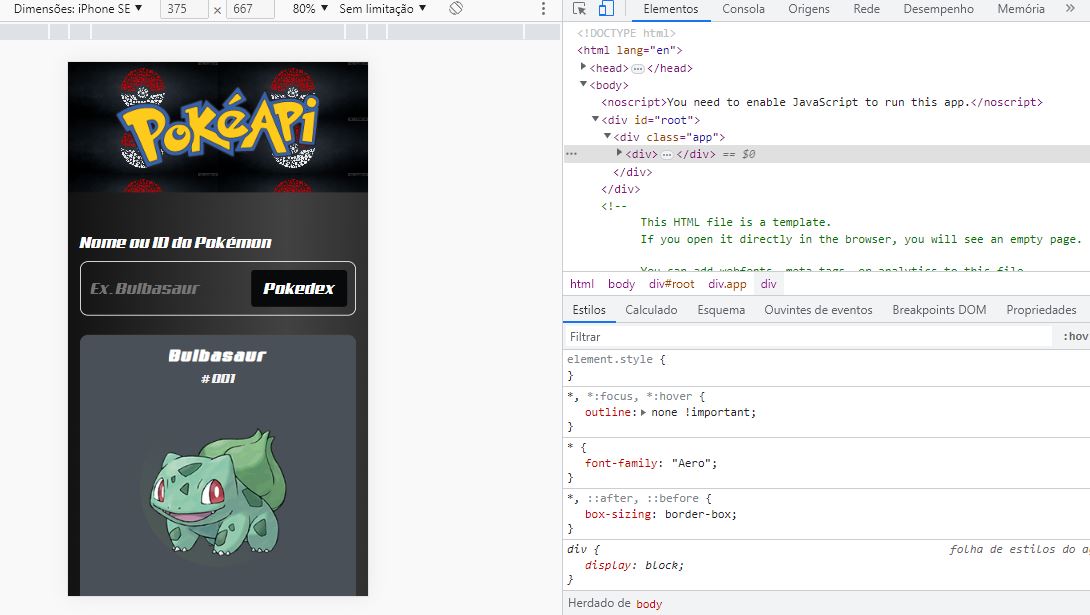 Dimensões: iPhone SE ▼ 375 × 667 80% ▼ Sem limitação ▼
Elementos Console Origens Rede Desempenho Memória »
PokéApi
Nome ou ID do Pokémon
Ex. Bulbasaur Pokedex
Bulbasaur
#001
<!DOCTYPE html>
<html lang="en">
<head> … </head>
<body>
<noscript>You need to enable JavaScript to run this app.</noscript>
<div id="root">
<div class="app">
<div> … </div> == $0
</div>
</div>
<!--
This HTML file is a template.
If you open it directly in the browser, you will see an empty page.
You can add webfonts, meta tags, or analytics to this file.
html body div#root div.app div
Estilos Calculado Esquema Ouvintes de eventos Breakpoints DOM Propriedades
Filtrar :hov
element.style {
}
*, *:focus, *:hover {
outline: none !important;
}
* {
font-family: "Aero";
}
*, ::after, ::before {
box-sizing: border-box;
}
div { folha de estilos do a
display: block;
}
Herdado de body